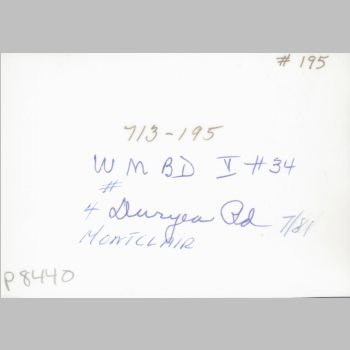 # 195
713-195
W M BD V #34
#
4 Duryea Rd 7/81
MONTCLAIR
P8440